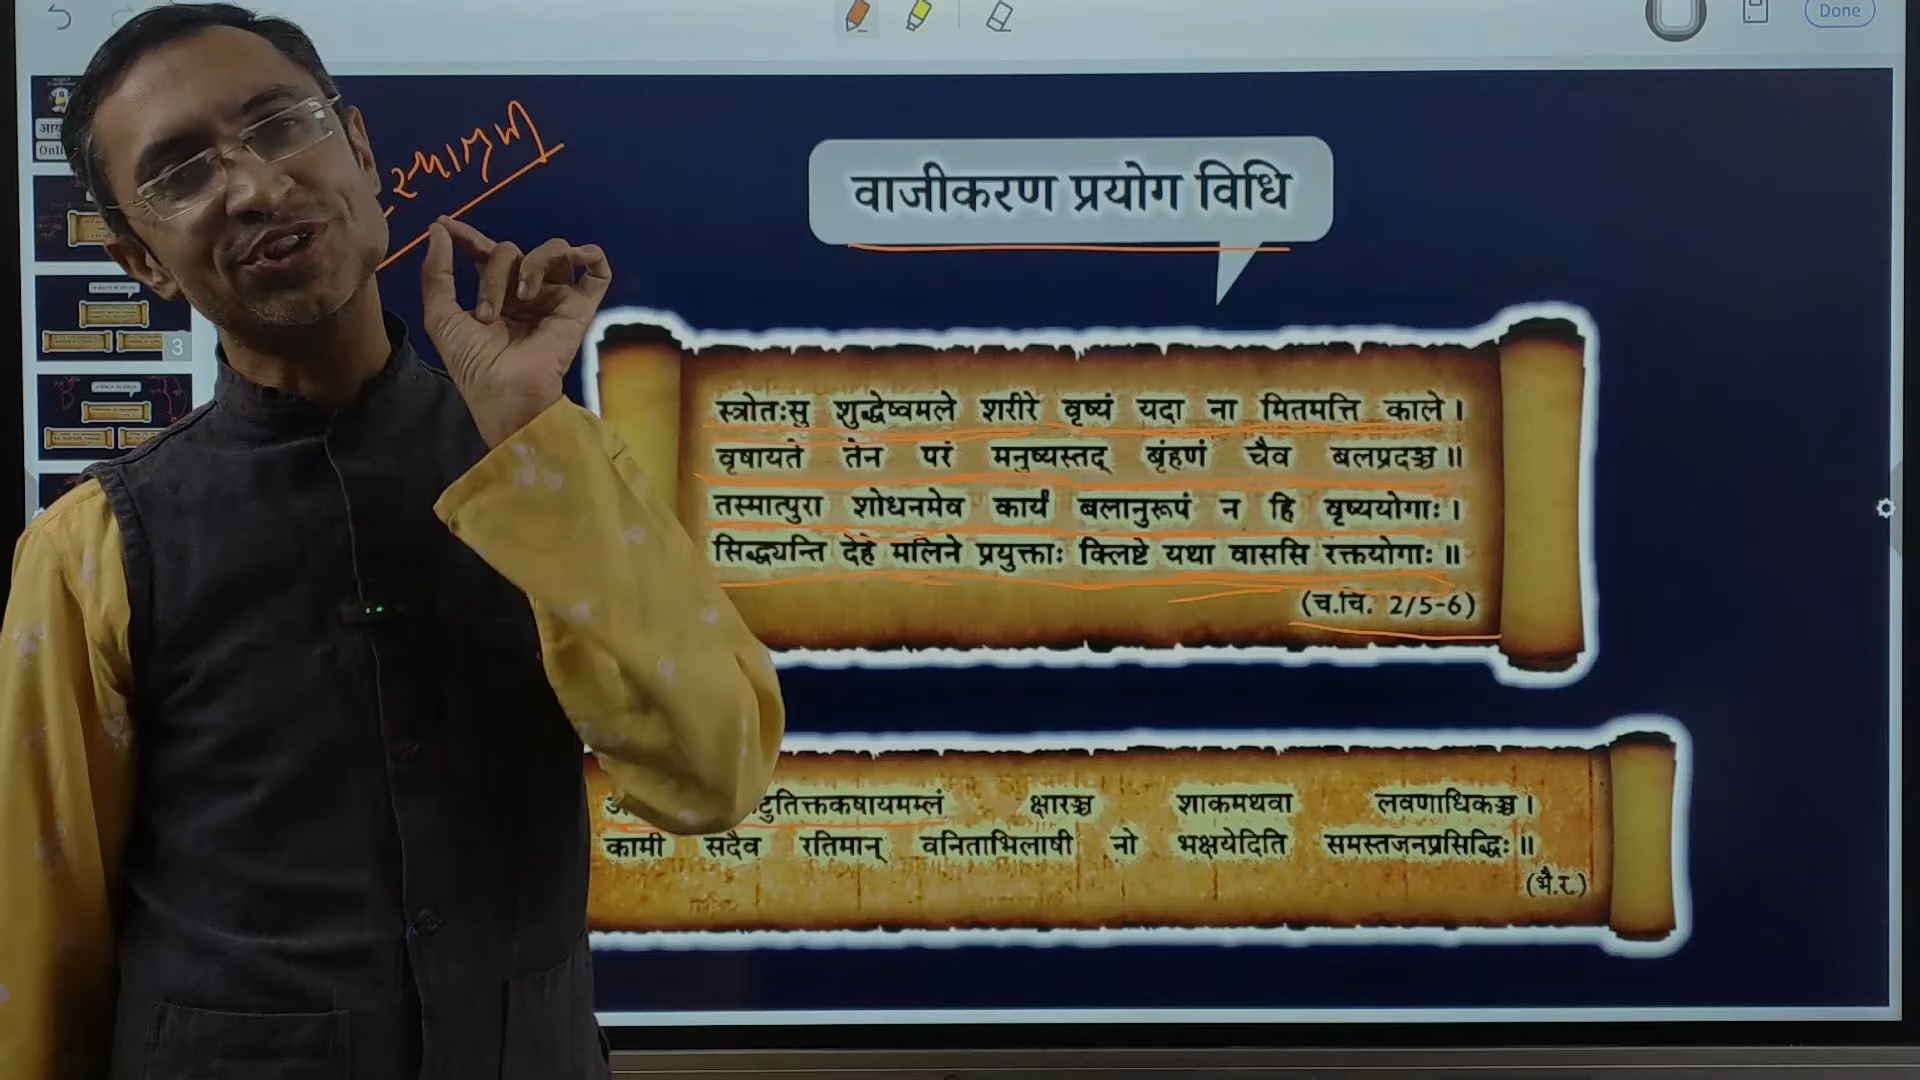 Done
वाजीकरण प्रयोग विधि
स्त्रोतःसु शुद्धेष्वमले शरीरे वृष्यं यदा ना मितमत्ति काले ।
वृषायते तेन परं मनुष्यस्तद् बृंहणं चैव बलप्रदञ्च ॥
तस्मात्पुरा शोधनमेव कार्यं बलानुरूपं न हि वृष्ययोगाः ।
सिद्ध्यन्ति देहे मलिने प्रयुक्ताः क्लिष्टे यथा वाससि रक्तयोगाः ॥
(च.चि. 2/5-6)
3
क्षारञ्च शाकमथवा लवणाधिकञ्च ।
कामी सदैव रतिमान् वनिताभिलाषी नो भक्षयेदिति समस्तजनप्रसिद्धिः ॥
(भै.र.)